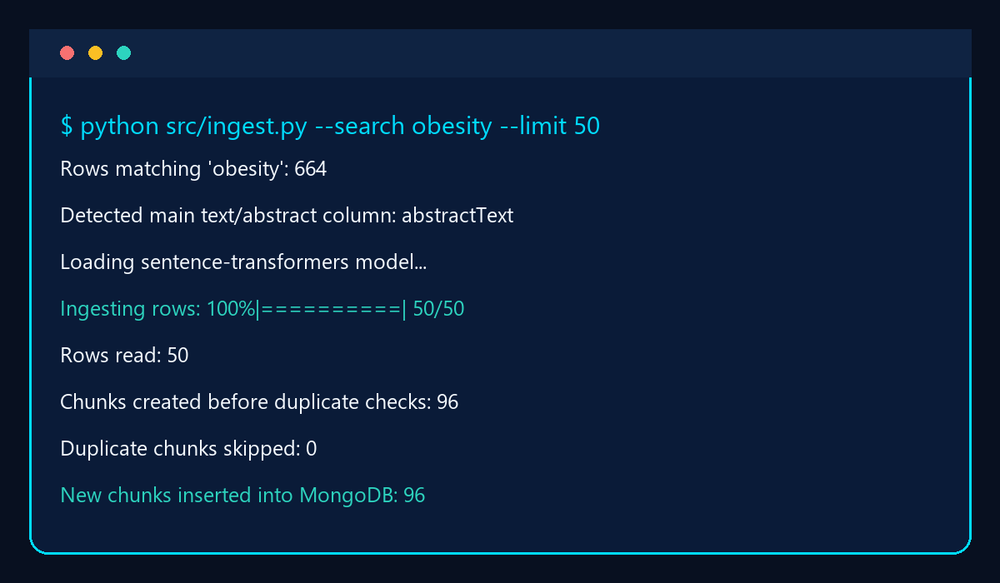 $ python src/ingest.py --search obesity --limit 50
Rows matching 'obesity': 664
Detected main text/abstract column: abstractText
Loading sentence-transformers model...
Ingesting rows: 100%|==========| 50/50
Rows read: 50
Chunks created before duplicate checks: 96
Duplicate chunks skipped: 0
New chunks inserted into MongoDB: 96